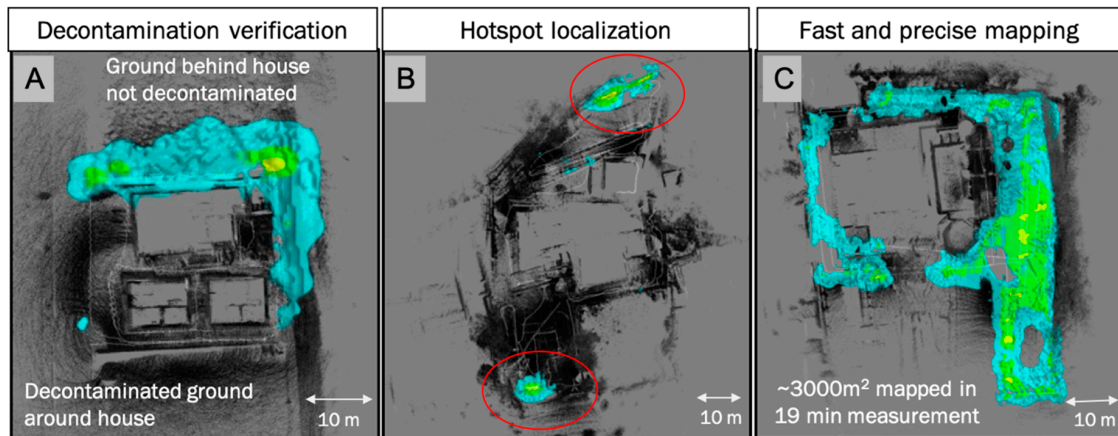 Decontamination verification
Hotspot localization
Fast and precise mapping
A
Ground behind house
not decontaminated
Decontaminated ground
around house
10 m
B
10 m
C
~3000m² mapped in
19 min measurement
10 m